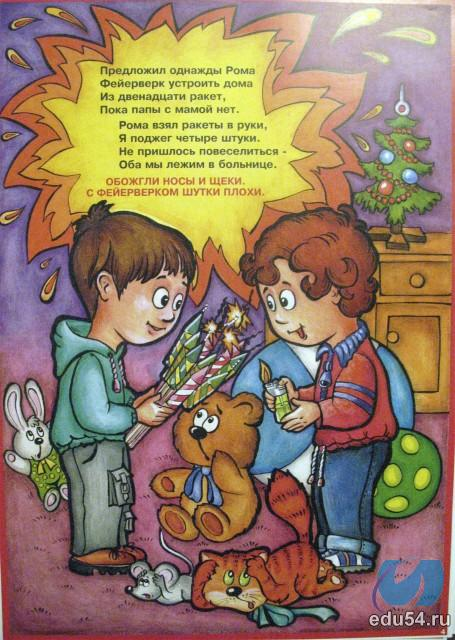 Предложил однажды Рома
Фейерверк устроить дома
Из двенадцати ракет,
Пока папы с мамой нет.
Рома взял ракеты в руки,
Я поджег четыре штуки.
Не пришлось повеселиться -
Оба мы лежим в больнице.
ОБОЖГЛИ НОСЫ И ЩЕКИ.
С ФЕЙЕРВЕРКОМ ШУТКИ ПЛОХИ.
edu54.ru
4